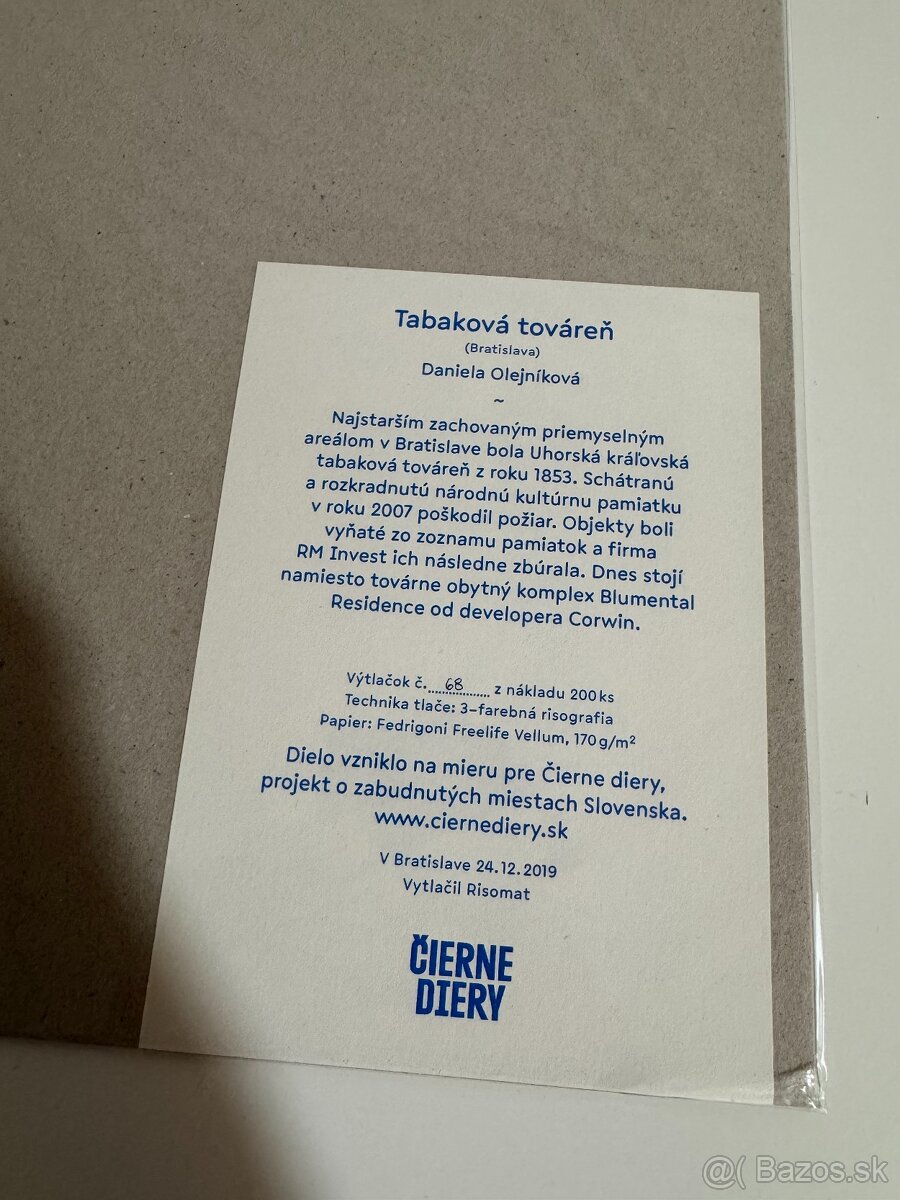 Tabaková továreň
(Bratislava)
Daniela Olejníková
~
Najstarším zachovaným priemyselným
areálom v Bratislave bola Uhorská kráľovská
tabaková továreň z roku 1853. Schátranú
a rozkradnutú národnú kultúrnu pamiatku
v roku 2007 poškodil požiar. Objekty boli
vyňaté zo zoznamu pamiatok a firma
RM Invest ich následne zbúrala. Dnes stojí
namiesto továrne obytný komplex Blumental
Residence od developera Corwin.
Výtlačok č. 68 z nákladu 200 ks
Technika tlače: 3-farebná risografia
Papier: Fedrigoni Freelife Vellum, 170 g/m²
Dielo vzniklo na mieru pre Čierne diery,
projekt o zabudnutých miestach Slovenska.
www.ciernediery.sk
V Bratislave 24.12.2019
Vytlačil Risomat
ČIERNE
DIERY
@( Bazos.sk